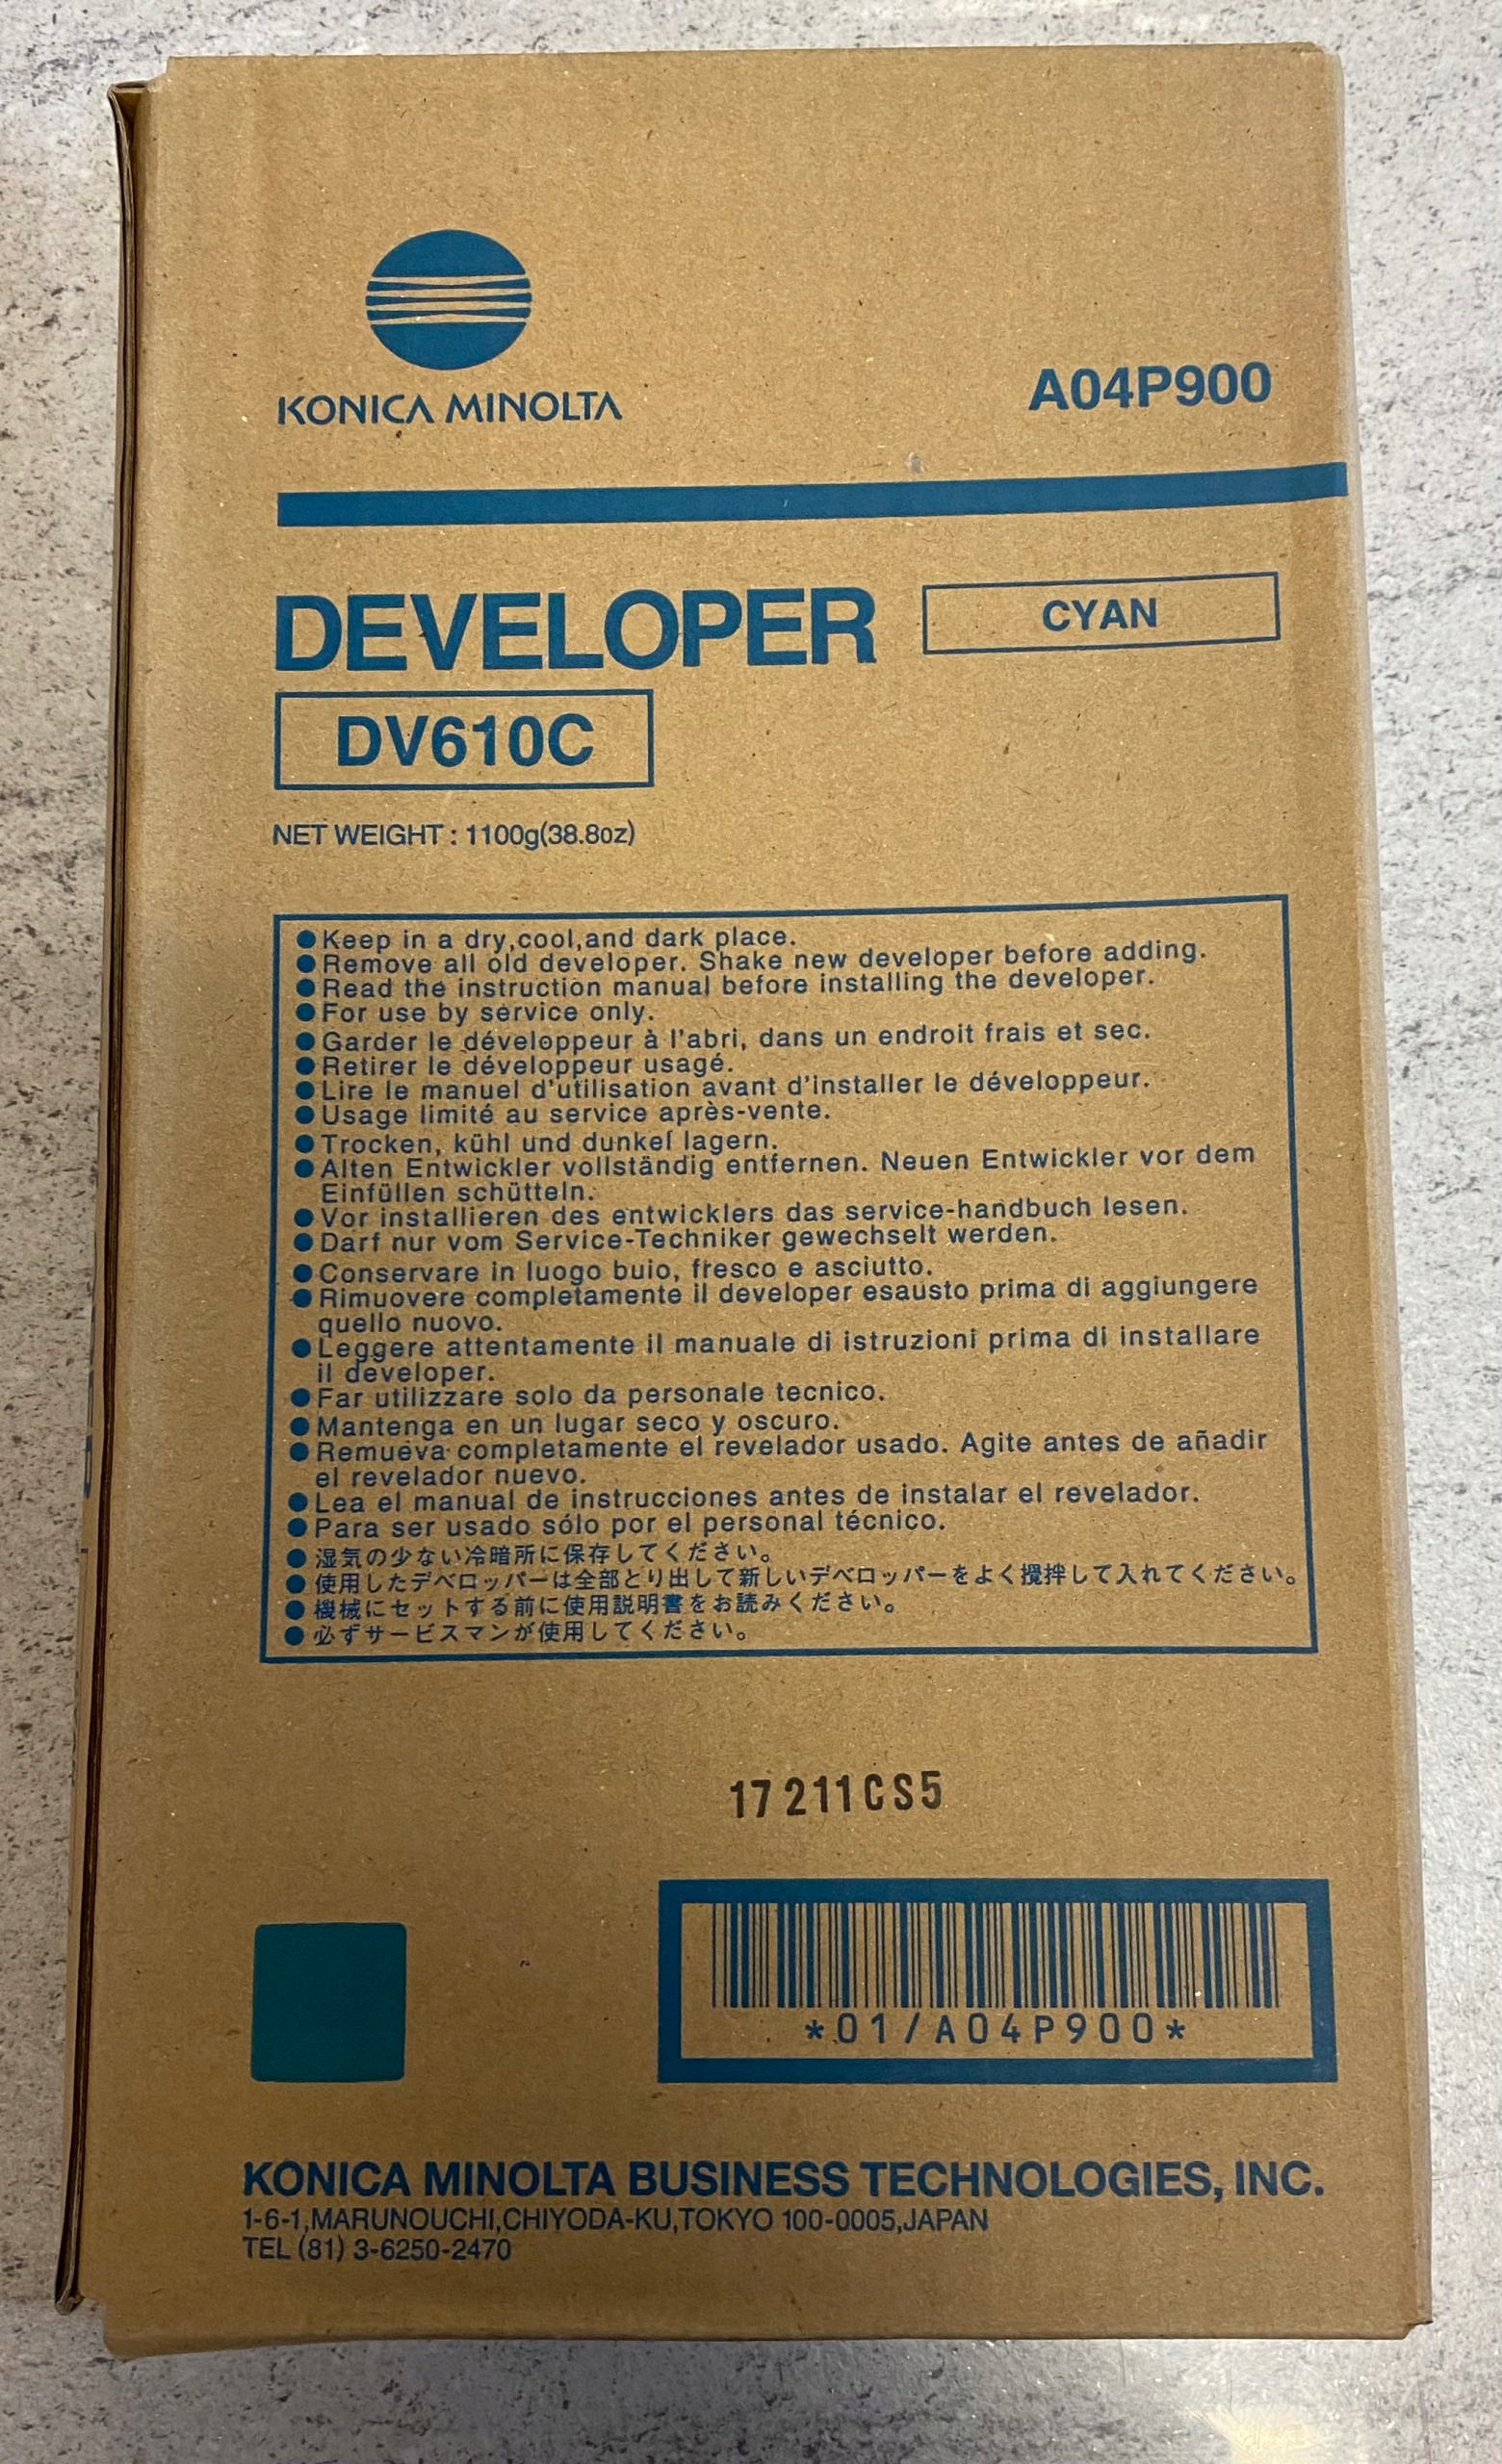 KONICA MINOLTA
A04P900
DEVELOPER
CYAN
DV610C
NET WEIGHT : 1100g(38.8oz)
●Keep in a dry,cool,and dark place.
●Remove all old developer. Shake new developer before adding.
●Read the instruction manual before installing the developer.
●For use by service only.
●Garder le développeur à l'abri, dans un endroit frais et sec.
●Retirer le développeur usagé.
●Lire le manuel d'utilisation avant d'installer le développeur.
●Usage limité au service après-vente.
●Trocken, kühl und dunkel lagern.
●Alten Entwickler vollständig entfernen. Neuen Entwickler vor dem
Einfüllen schütteln.
●Vor installieren des entwicklers das service-handbuch lesen.
●Darf nur vom Service-Techniker gewechselt werden.
●Conservare in luogo buio, fresco e asciutto.
●Rimuovere completamente il developer esausto prima di aggiungere
quello nuovo.
●Leggere attentamente il manuale di istruzioni prima di installare
il developer.
●Far utilizzare solo da personale tecnico.
●Mantenga en un lugar seco y oscuro.
●Remueva completamente el revelador usado. Agite antes de añadir
el revelador nuevo.
●Lea el manual de instrucciones antes de instalar el revelador.
●Para ser usado sólo por el personal técnico.
●湿気の少ない冷暗所に保存してください。
●使用したデベロッパーは全部とり出して新しいデベロッパーをよく攪拌して入れてください。
●機械にセットする前に使用説明書をお読みください。
●必ずサービスマンが使用してください。
17211CS5
*01/A04P900*
KONICA MINOLTA BUSINESS TECHNOLOGIES, INC.
1-6-1,MARUNOUCHI,CHIYODA-KU,TOKYO 100-0005,JAPAN
TEL (81) 3-6250-2470